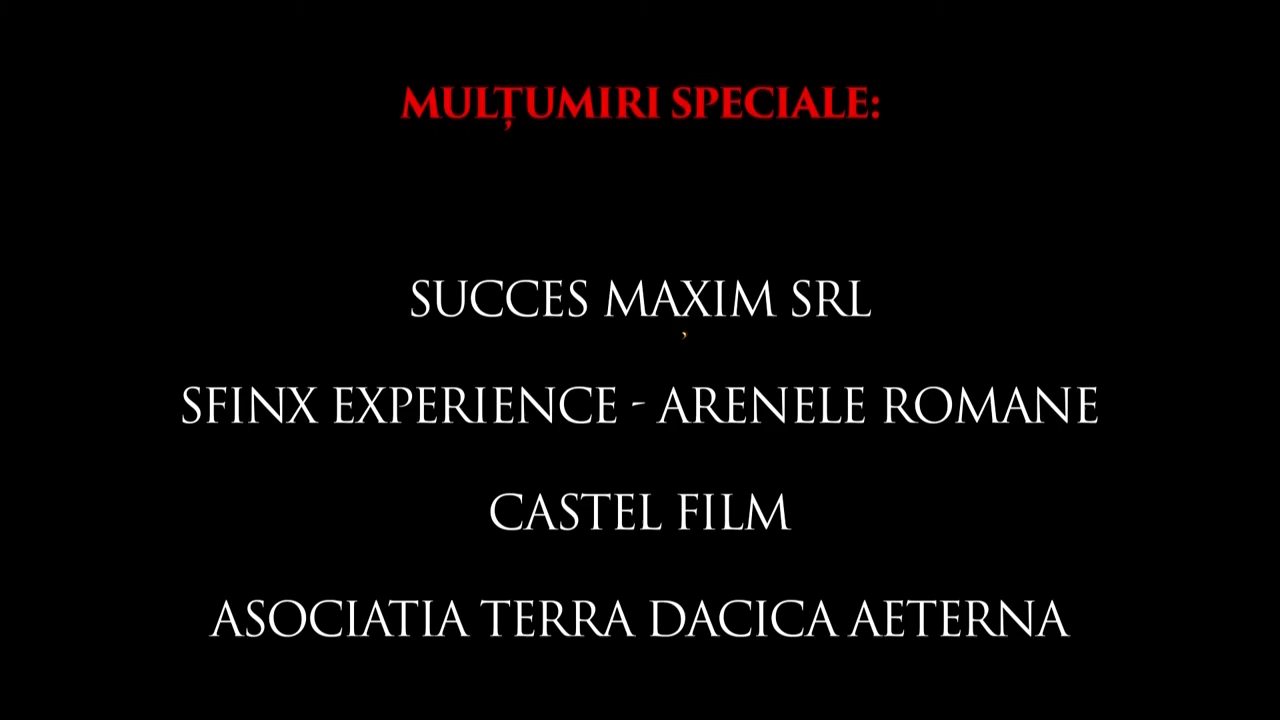 MULȚUMIRI SPECIALE:
SUCCES MAXIM SRL
SFINX EXPERIENCE - ARENELE ROMANE
CASTEL FILM
ASOCIATIA TERRA DACICA AETERNA